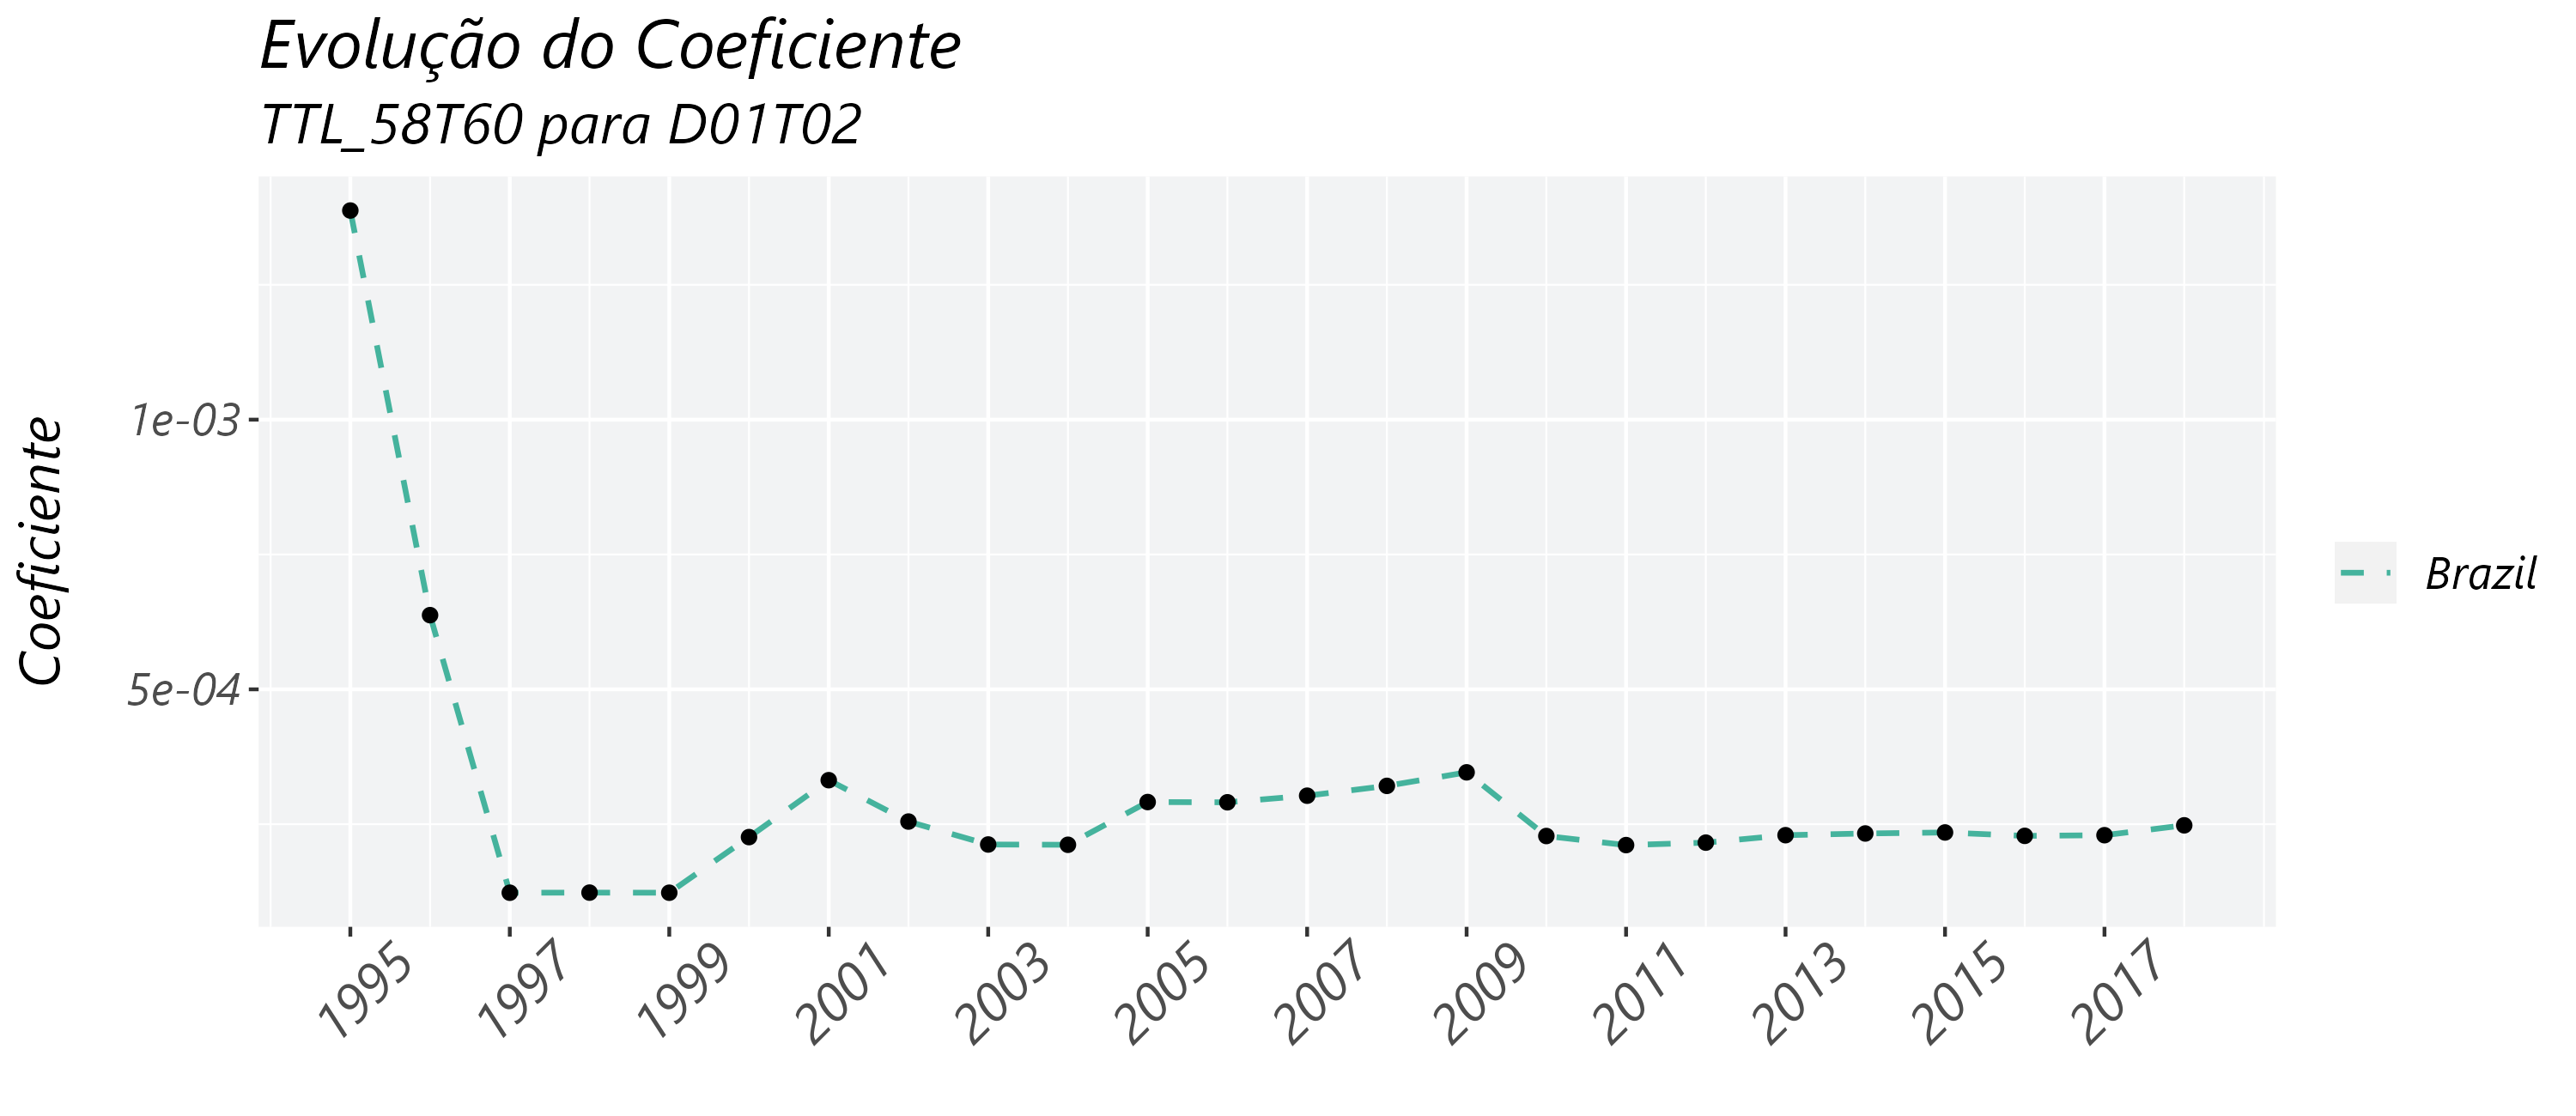 Evolução do Coeficiente
TTL_58T60 para D01T02
Coeficiente
1e-03
5e-04
1995
1997
1999
2001
2003
2005
2007
2009
2011
2013
2015
2017
Brazil